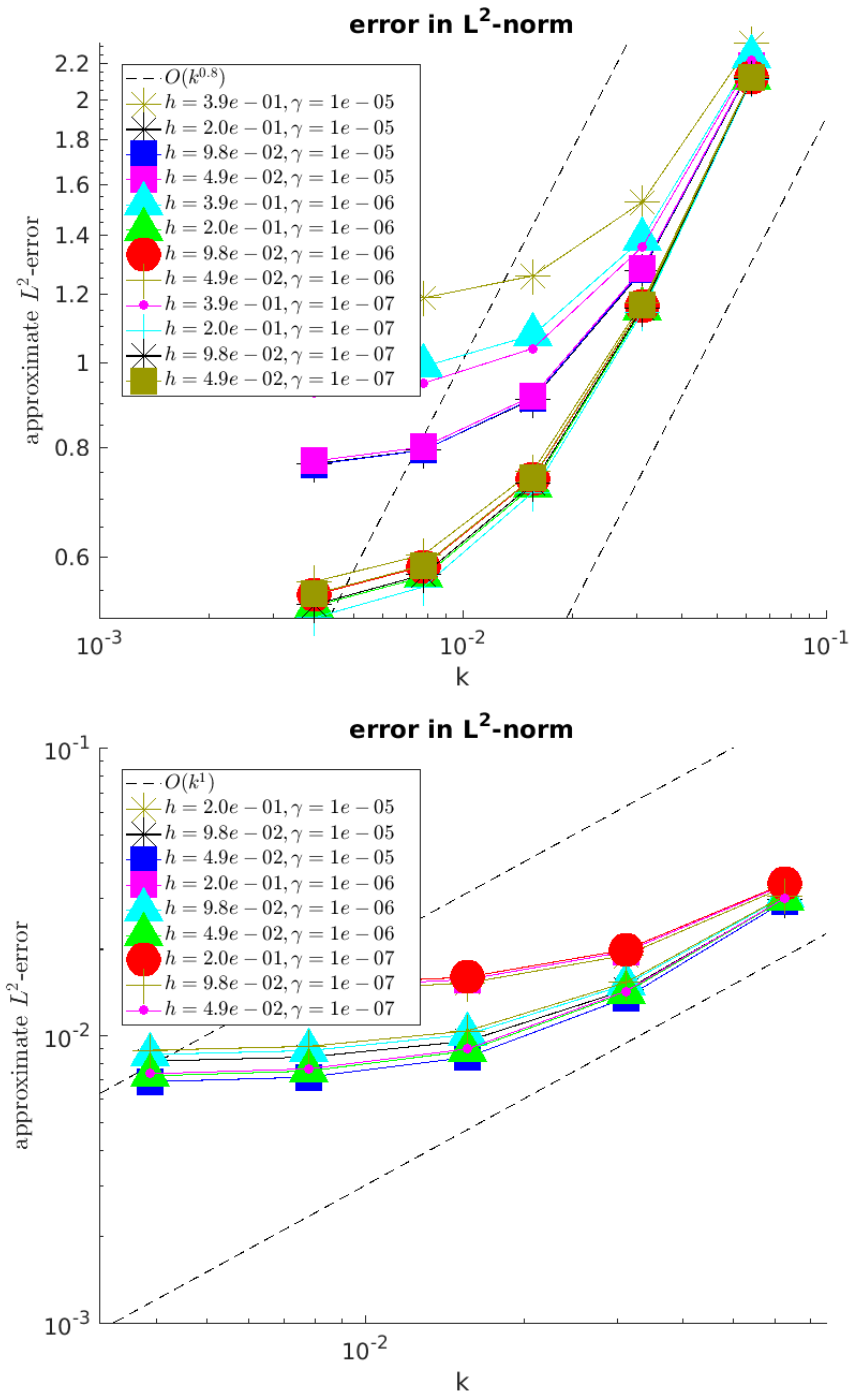 error in L²-norm
2.2
2
1.8
1.6
1.4
1.2
1
0.8
0.6
approximate L²-error
O(k^0.8)
h = 3.9e − 01, γ = 1e − 05
h = 2.0e − 01, γ = 1e − 05
h = 9.8e − 02, γ = 1e − 05
h = 4.9e − 02, γ = 1e − 05
h = 3.9e − 01, γ = 1e − 06
h = 2.0e − 01, γ = 1e − 06
h = 9.8e − 02, γ = 1e − 06
h = 4.9e − 02, γ = 1e − 06
h = 3.9e − 01, γ = 1e − 07
h = 2.0e − 01, γ = 1e − 07
h = 9.8e − 02, γ = 1e − 07
h = 4.9e − 02, γ = 1e − 07
10⁻³ 10⁻² 10⁻¹
k
error in L²-norm
10⁻¹
10⁻²
10⁻³
approximate L²-error
O(k¹)
h = 2.0e − 01, γ = 1e − 05
h = 9.8e − 02, γ = 1e − 05
h = 4.9e − 02, γ = 1e − 05
h = 2.0e − 01, γ = 1e − 06
h = 9.8e − 02, γ = 1e − 06
h = 4.9e − 02, γ = 1e − 06
h = 2.0e − 01, γ = 1e − 07
h = 9.8e − 02, γ = 1e − 07
h = 4.9e − 02, γ = 1e − 07
10⁻²
k